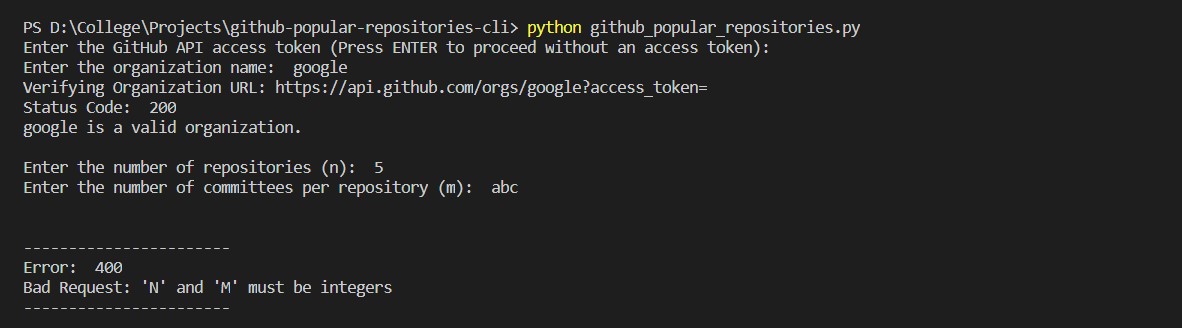 PS D:\College\Projects\github-popular-repositories-cli> python github_popular_repositories.py
Enter the GitHub API access token (Press ENTER to proceed without an access token):
Enter the organization name:  google
Verifying Organization URL: https://api.github.com/orgs/google?access_token=
Status Code:  200
google is a valid organization.
Enter the number of repositories (n):  5
Enter the number of committees per repository (m):  abc
-----------------------
Error:  400
Bad Request: 'N' and 'M' must be integers
-----------------------